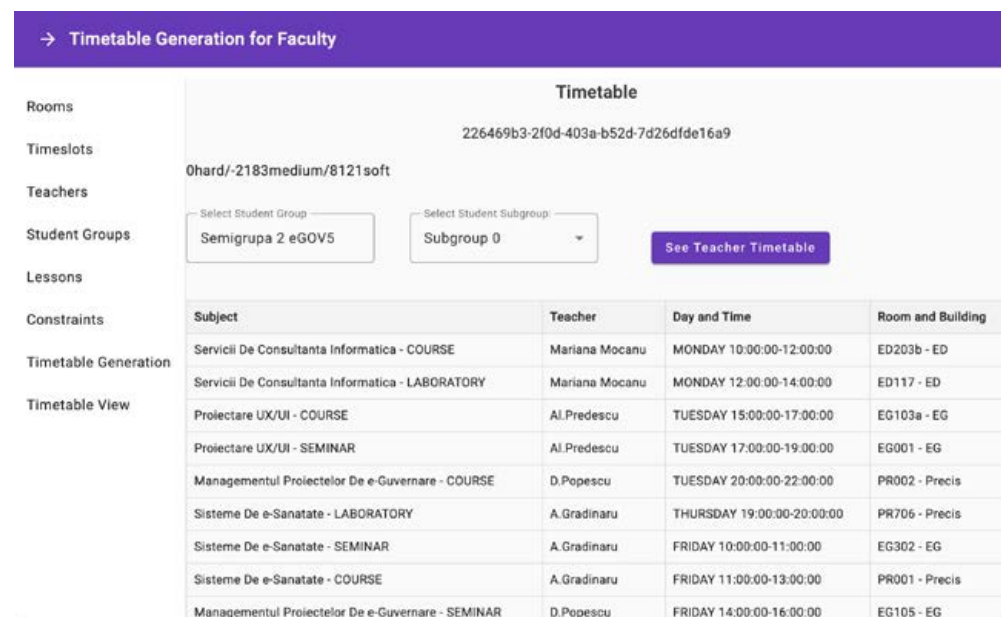 → Timetable Generation for Faculty
Rooms
Timeslots
Teachers
Student Groups
Lessons
Constraints
Timetable Generation
Timetable View
Timetable
226469b3-2f0d-403a-b52d-7d26dfde16a9
0hard/-2183medium/8121soft
Select Student Group
Semigrupa 2 eGOV5
Select Student Subgroup:
Subgroup 0
See Teacher Timetable
Subject Teacher Day and Time Room and Building
Servicii De Consultanta Informatica - COURSE Mariana Mocanu MONDAY 10:00:00-12:00:00 ED203b - ED
Servicii De Consultanta Informatica - LABORATORY Mariana Mocanu MONDAY 12:00:00-14:00:00 ED117 - ED
Proiectare UX/UI - COURSE Al.Predescu TUESDAY 15:00:00-17:00:00 EG103a - EG
Proiectare UX/UI - SEMINAR Al.Predescu TUESDAY 17:00:00-19:00:00 EG001 - EG
Managementul Proiectelor De e-Guvernare - COURSE D.Popescu TUESDAY 20:00:00-22:00:00 PR002 - Precis
Sisteme De e-Sanatate - LABORATORY A.Gradinaru THURSDAY 19:00:00-20:00:00 PR706 - Precis
Sisteme De e-Sanatate - SEMINAR A.Gradinaru FRIDAY 10:00:00-11:00:00 EG302 - EG
Sisteme De e-Sanatate - COURSE A.Gradinaru FRIDAY 11:00:00-13:00:00 PR001 - Precis
Managementul Proiectelor De e-Guvernare - SEMINAR D.Popescu FRIDAY 14:00:00-16:00:00 EG105 - EG